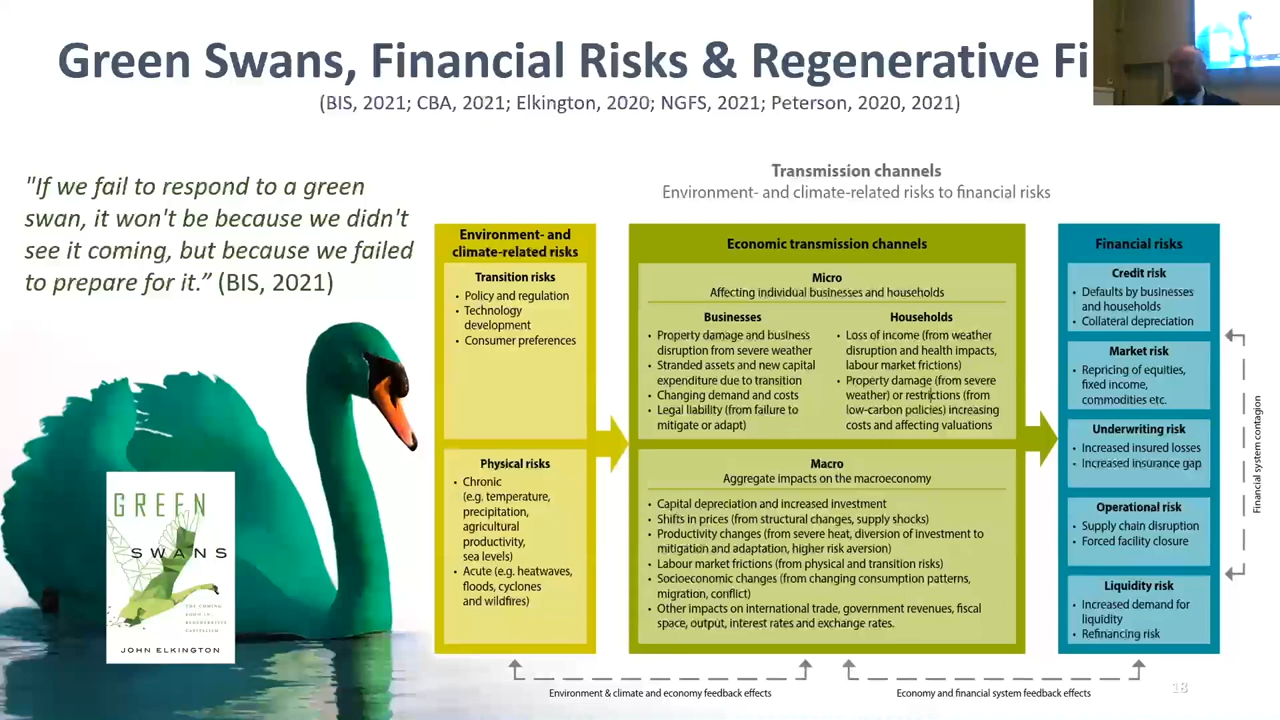 Green Swans, Financial Risks & Regenerative Fi
(BIS, 2021; CBA, 2021; Elkington, 2020; NGFS, 2021; Peterson, 2020, 2021)
"If we fail to respond to a green
swan, it won't be because we didn't
see it coming, but because we failed
to prepare for it.” (BIS, 2021)
GREEN
SWANS
THE COMING
BOOM IN
REGENERATIVE
CAPITALISM
JOHN ELKINGTON
Transmission channels
Environment- and climate-related risks to financial risks
Environment- and
climate-related risks
Transition risks
• Policy and regulation
• Technology
development
• Consumer preferences
Physical risks
• Chronic
(e.g. temperature,
precipitation,
agricultural
productivity,
sea levels)
• Acute (e.g. heatwaves,
floods, cyclones
and wildfires)
Economic transmission channels
Micro
Affecting individual businesses and households
Businesses
• Property damage and business
disruption from severe weather
• Stranded assets and new capital
expenditure due to transition
• Changing demand and costs
• Legal liability (from failure to
mitigate or adapt)
Households
• Loss of income (from weather
disruption and health impacts,
labour market frictions)
• Property damage (from severe
weather) or restrictions (from
low-carbon policies) increasing
costs and affecting valuations
Macro
Aggregate impacts on the macroeconomy
• Capital depreciation and increased investment
• Shifts in prices (from structural changes, supply shocks)
• Productivity changes (from severe heat, diversion of investment to
mitigation and adaptation, higher risk aversion)
• Labour market frictions (from physical and transition risks)
• Socioeconomic changes (from changing consumption patterns,
migration, conflict)
• Other impacts on international trade, government revenues, fiscal
space, output, interest rates and exchange rates.
Financial risks
Credit risk
• Defaults by businesses
and households
• Collateral depreciation
Market risk
• Repricing of equities,
fixed income,
commodities etc.
Underwriting risk
• Increased insured losses
• Increased insurance gap
Operational risk
• Supply chain disruption
• Forced facility closure
Liquidity risk
• Increased demand for
liquidity
• Refinancing risk
Financial system contagion
Environment & climate and economy feedback effects
Economy and financial system feedback effects
18